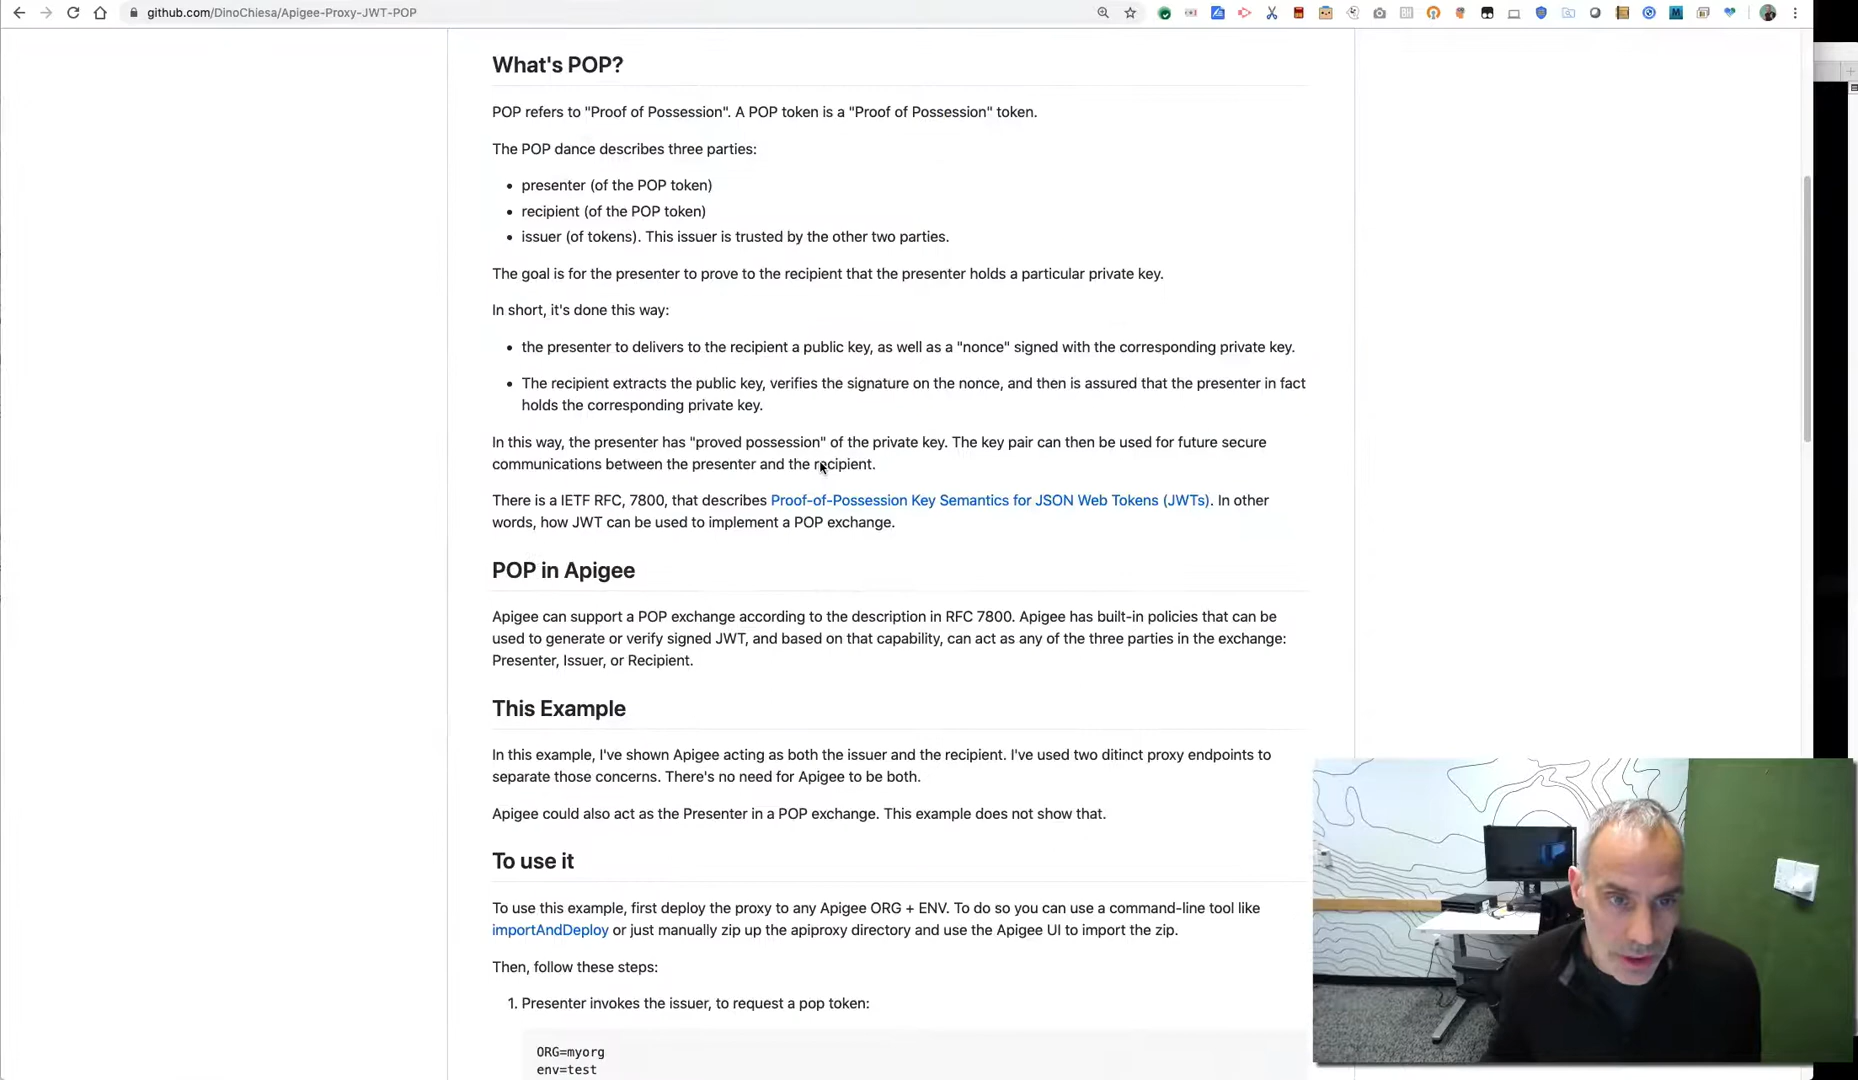 github.com/DinoChiesa/Apigee-Proxy-JWT-POP
What's POP?
POP refers to "Proof of Possession". A POP token is a "Proof of Possession" token.
The POP dance describes three parties:
• presenter (of the POP token)
• recipient (of the POP token)
• issuer (of tokens). This issuer is trusted by the other two parties.
The goal is for the presenter to prove to the recipient that the presenter holds a particular private key.
In short, it's done this way:
• the presenter to delivers to the recipient a public key, as well as a "nonce" signed with the corresponding private key.
• The recipient extracts the public key, verifies the signature on the nonce, and then is assured that the presenter in fact
holds the corresponding private key.
In this way, the presenter has "proved possession" of the private key. The key pair can then be used for future secure
communications between the presenter and the recipient.
There is a IETF RFC, 7800, that describes Proof-of-Possession Key Semantics for JSON Web Tokens (JWTs). In other
words, how JWT can be used to implement a POP exchange.
POP in Apigee
Apigee can support a POP exchange according to the description in RFC 7800. Apigee has built-in policies that can be
used to generate or verify signed JWT, and based on that capability, can act as any of the three parties in the exchange:
Presenter, Issuer, or Recipient.
This Example
In this example, I've shown Apigee acting as both the issuer and the recipient. I've used two ditinct proxy endpoints to
separate those concerns. There's no need for Apigee to be both.
Apigee could also act as the Presenter in a POP exchange. This example does not show that.
To use it
To use this example, first deploy the proxy to any Apigee ORG + ENV. To do so you can use a command-line tool like
importAndDeploy or just manually zip up the apiproxy directory and use the Apigee UI to import the zip.
Then, follow these steps:
1. Presenter invokes the issuer, to request a pop token:
ORG=myorg
env=test